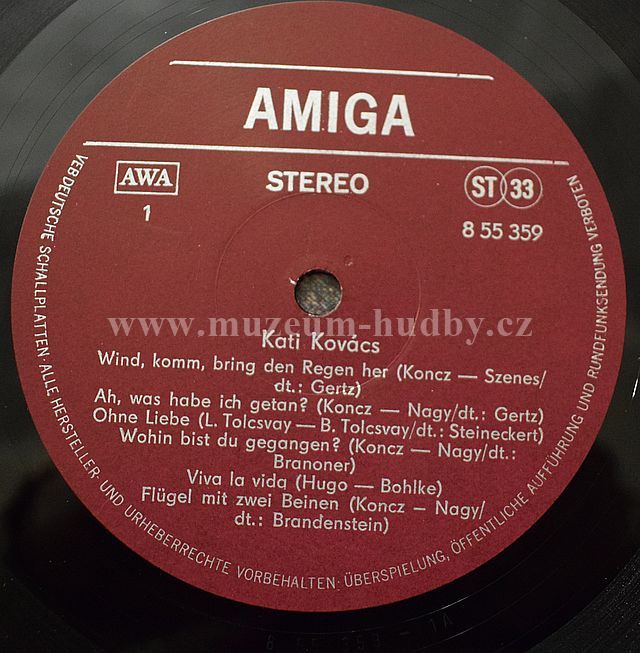 AMIGA
AWA
STEREO
ST 33
1
8 55 359
www.muzeum-hudby.cz
Kati Kovács
Wind, komm, bring den Regen her (Koncz — Szenes/
dt.: Gertz)
Ah, was habe ich getan? (Koncz — Nagy/dt.: Gertz)
Ohne Liebe (L. Tolcsvay — B. Tolcsvay/dt.: Steineckert)
Wohin bist du gegangen? (Koncz — Nagy/dt.:
Branoner)
Viva la vida (Hugo — Bohlke)
Flügel mit zwei Beinen (Koncz – Nagy/
dt.: Brandenstein)
VEB DEUTSCHE SCHALLPLATTEN · ALLE HERSTELLER- UND URHEBERRECHTE VORBEHALTEN · ÜBERSPIELUNG, ÖFFENTLICHE AUFFÜHRUNG UND RUNDFUNKSENDUNG VERBOTEN